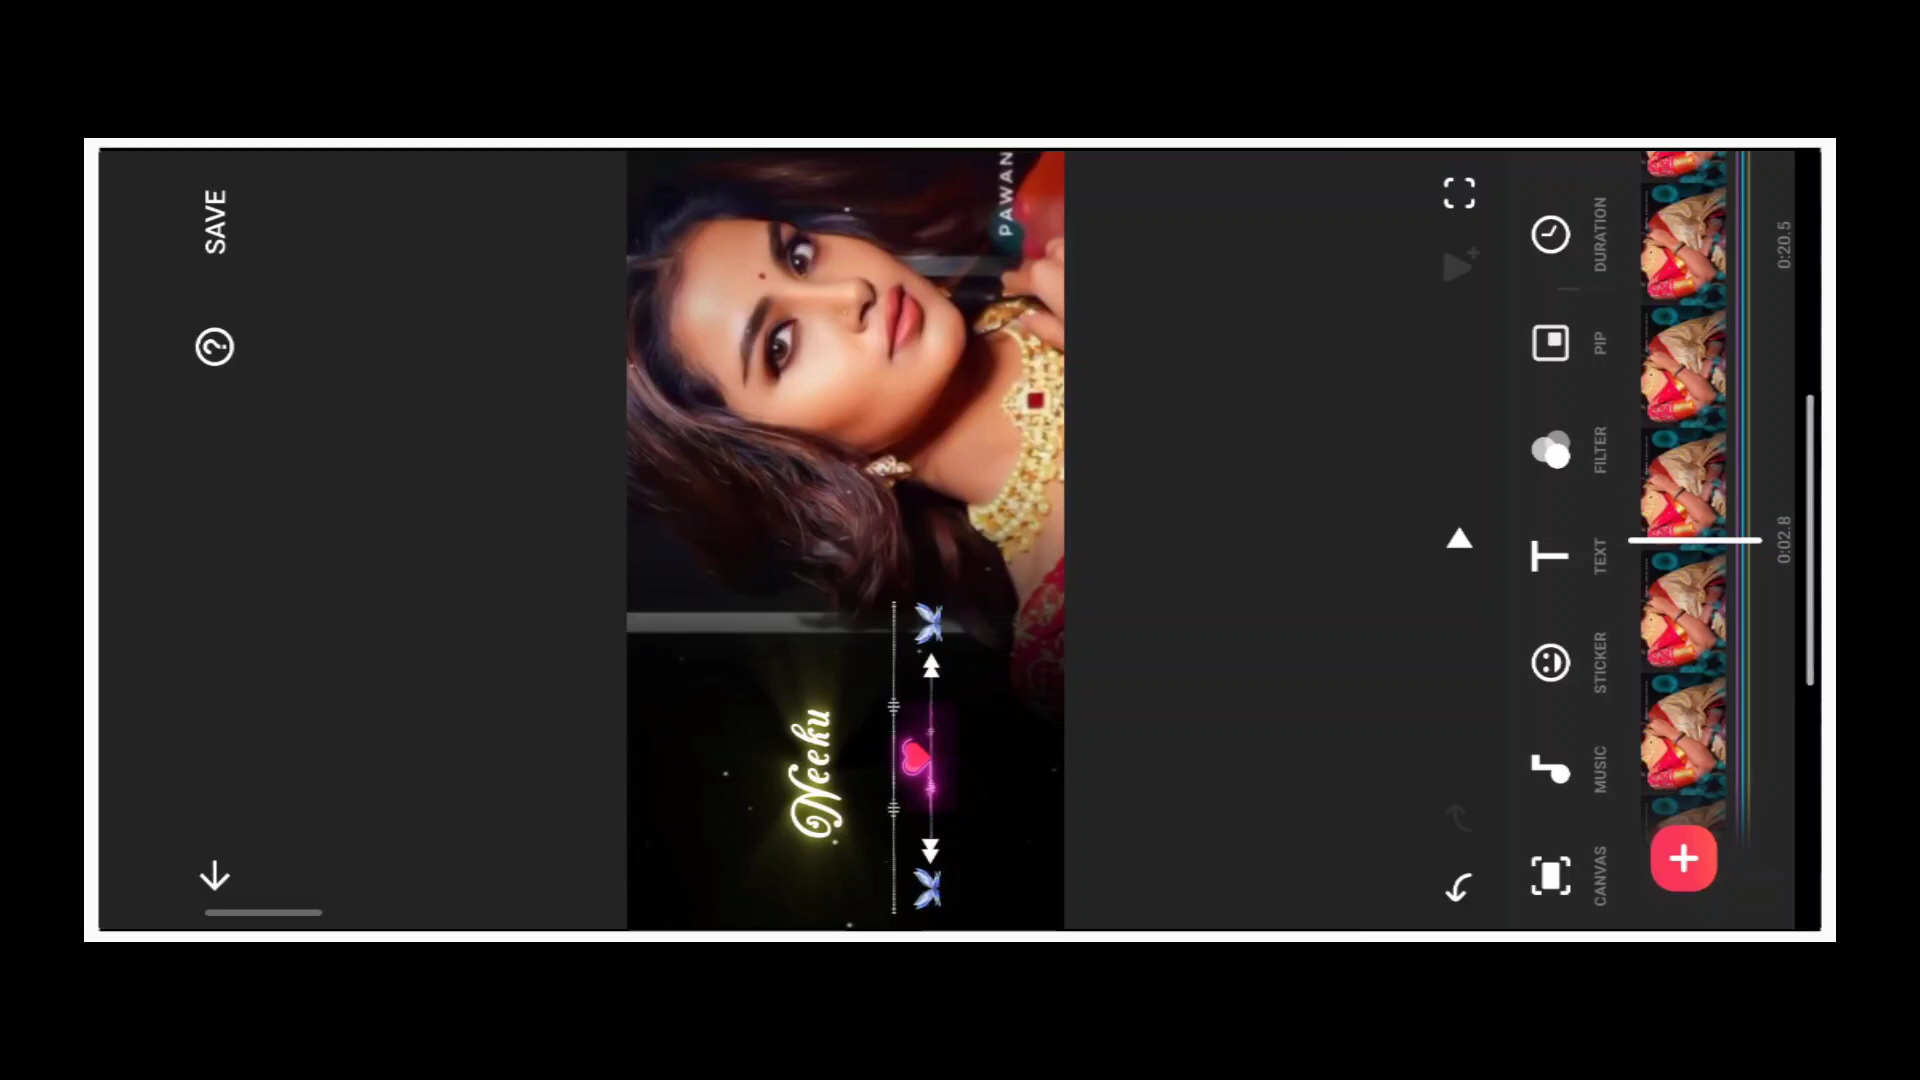 SAVE
PAWAN
Neeku
0:02.8
0:20.5
CANVAS
MUSIC
STICKER
TEXT
FILTER
PIP
DURATION